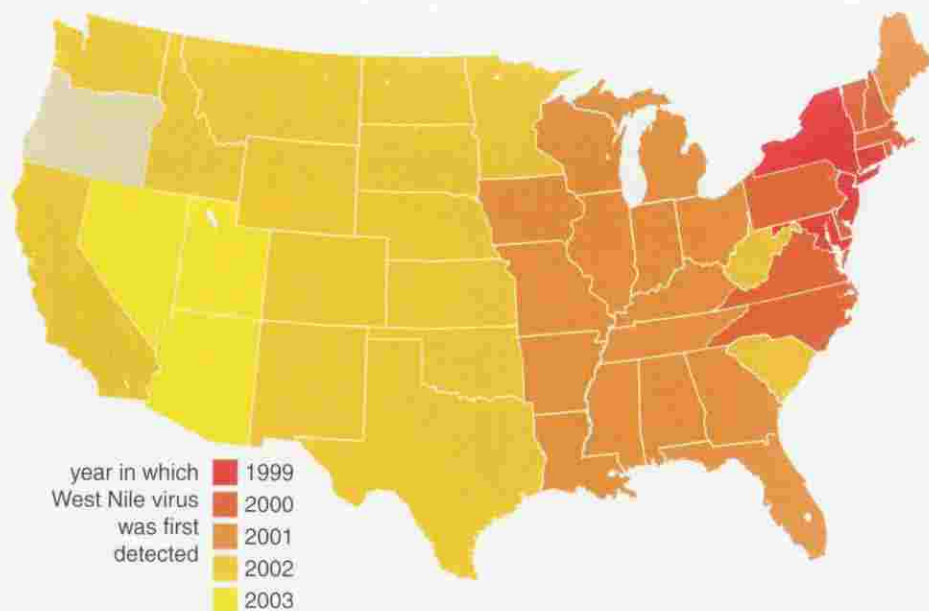 year in which
West Nile virus
was first
detected
1999
2000
2001
2002
2003